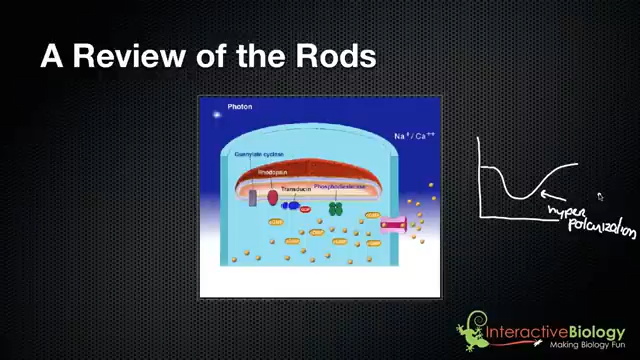 A Review of the Rods
Photon
Na+ / Ca++
Guanylate cyclase
Rhodopsin
Transducin
Phosphodiesterase
hyper
polarization
InteractiveBiology
Making Biology Fun